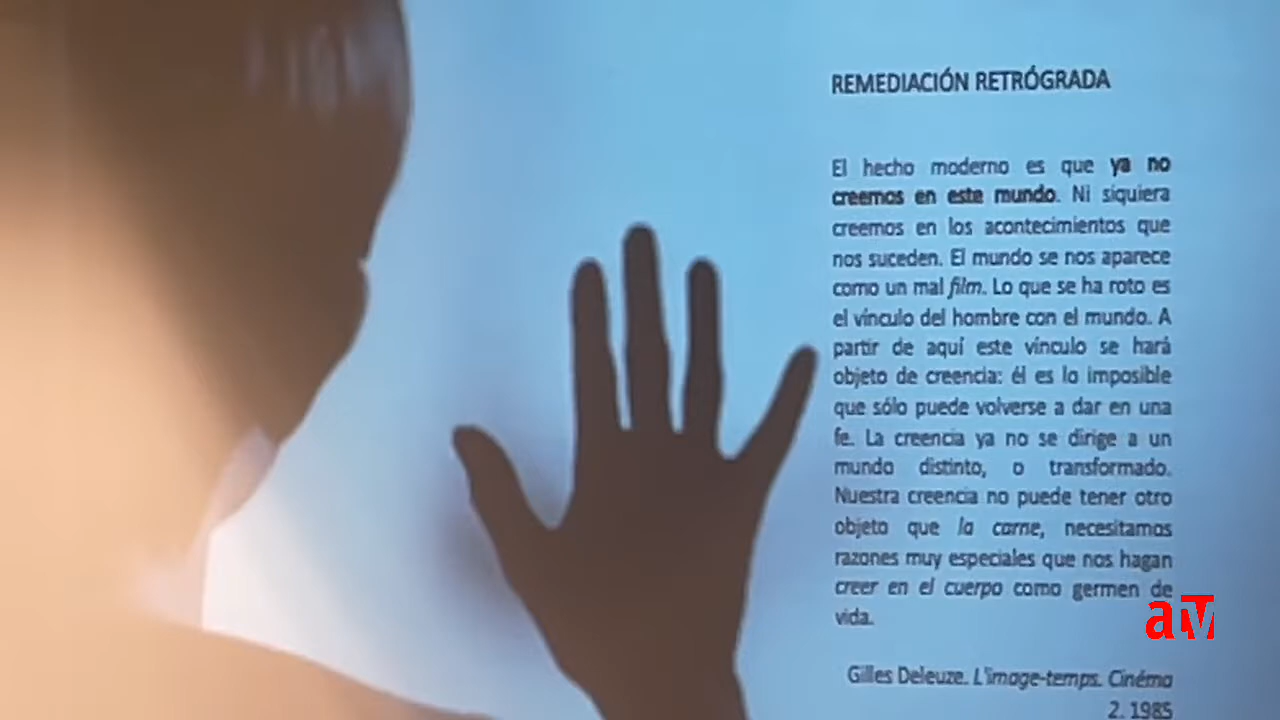 REMEDIACIÓN RETRÓGRADA
El hecho moderno es que ya no
creemos en este mundo. Ni siquiera
creemos en los acontecimientos que
nos suceden. El mundo se nos aparece
como un mal film. Lo que se ha roto es
el vínculo del hombre con el mundo. A
partir de aquí este vínculo se hará
objeto de creencia: él es lo imposible
que sólo puede volverse a dar en una
fe. La creencia ya no se dirige a un
mundo distinto, o transformado.
Nuestra creencia no puede tener otro
objeto que la carne, necesitamos
razones muy especiales que nos hagan
creer en el cuerpo como germen de
vida.
atv
Gilles Deleuze. L'image-temps. Cinéma
2. 1985